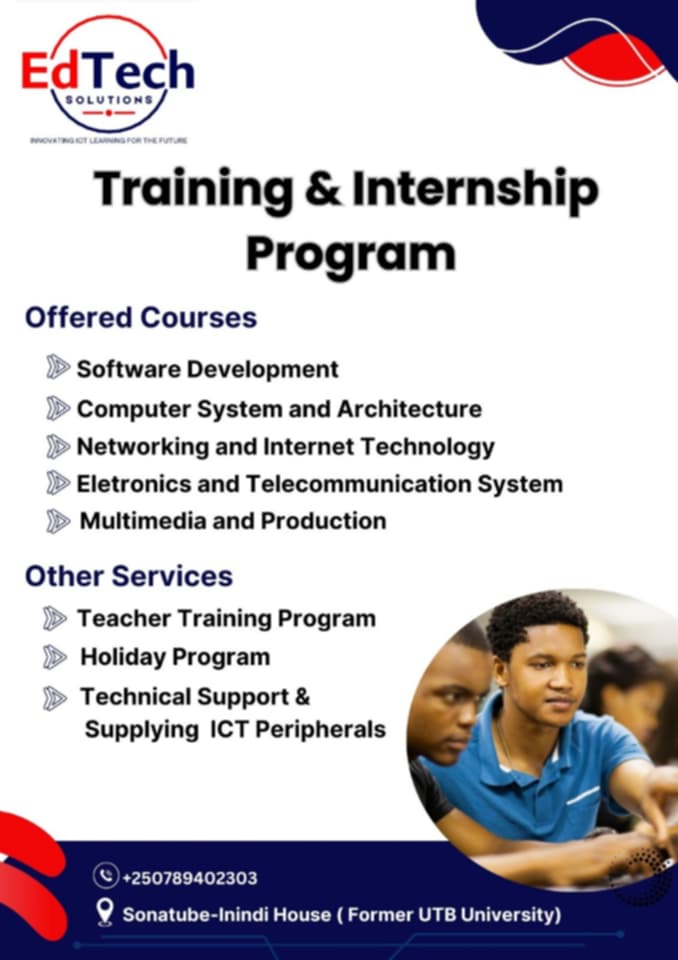 EdTech
SOLUTIONS
INNOVATING ICT LEARNING FOR THE FUTURE
Training & Internship
Program
Offered Courses
Software Development
Computer System and Architecture
Networking and Internet Technology
Eletronics and Telecommunication System
Multimedia and Production
Other Services
Teacher Training Program
Holiday Program
Technical Support &
Supplying ICT Peripherals
+250789402303
Sonatube-Inindi House ( Former UTB University)